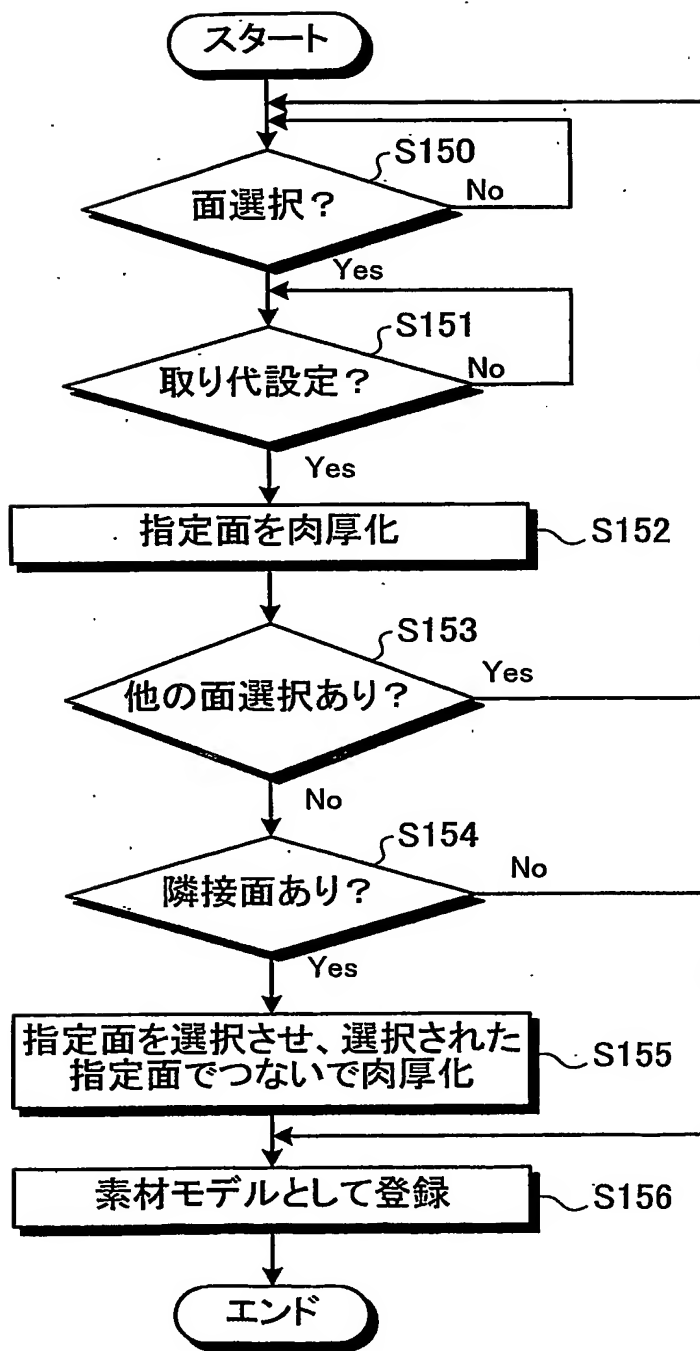 スタート
S150
面選択？
No
Yes
S151
取り代設定？
No
Yes
指定面を肉厚化
S152
S153
他の面選択あり？
Yes
No
S154
隣接面あり？
No
Yes
指定面を選択させ、選択された
指定面でつないで肉厚化
S155
素材モデルとして登録
S156
エンド